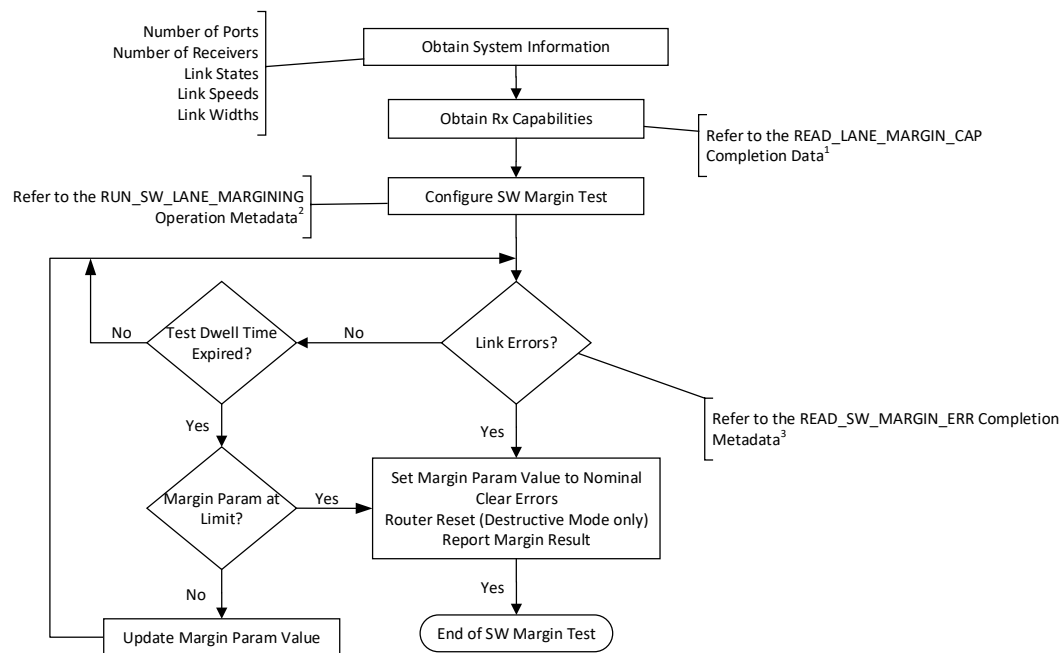 Number of Ports
Number of Receivers
Link States
Link Speeds
Link Widths
Obtain System Information
Obtain Rx Capabilities
Refer to the READ_LANE_MARGIN_CAP
Completion Data1
Refer to the RUN_SW_LANE_MARGINING
Operation Metadata2
Configure SW Margin Test
No
Test Dwell Time
Expired?
No
Link Errors?
Yes
Yes
Refer to the READ_SW_MARGIN_ERR Completion
Metadata3
Margin Param at
Limit?
Yes
Set Margin Param Value to Nominal
Clear Errors
Router Reset (Destructive Mode only)
Report Margin Result
No
Yes
Update Margin Param Value
End of SW Margin Test